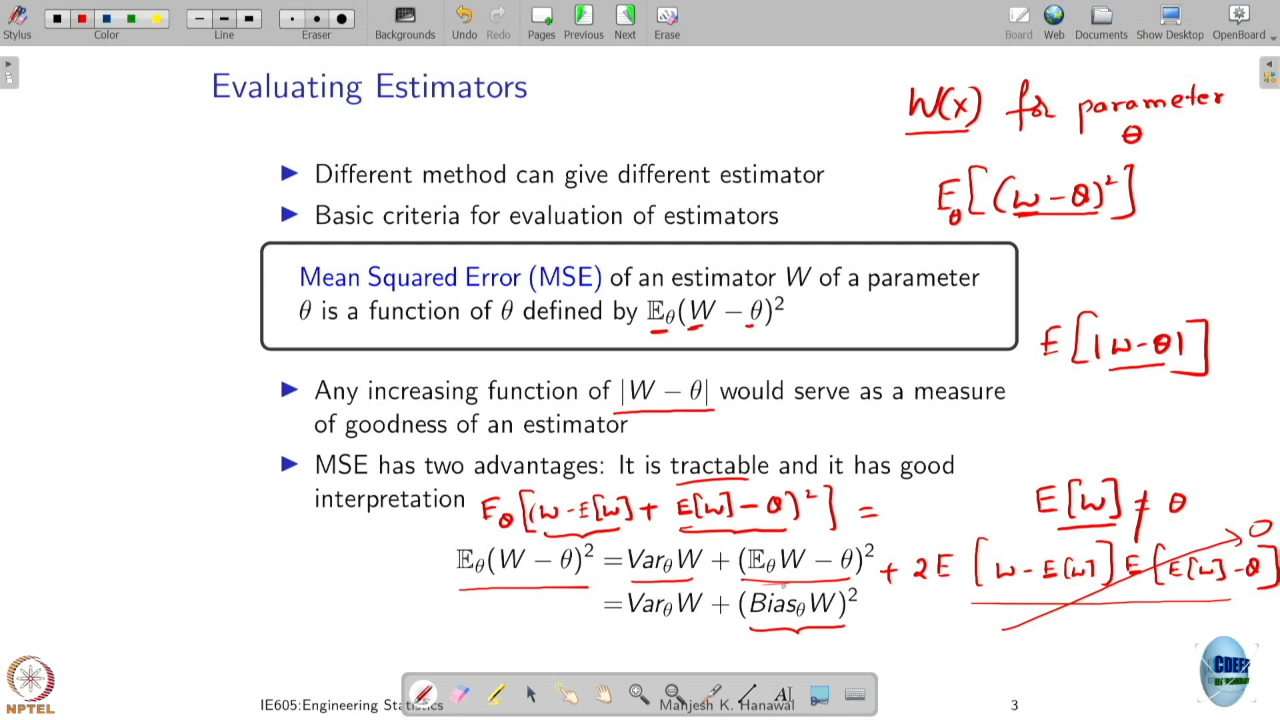 Stylus Color Line Eraser Backgrounds Undo Redo Pages Previous Next Erase Board Web Documents Show Desktop OpenBoard
Evaluating Estimators
W(x) for parameter
θ
▶ Different method can give different estimator
E_θ[(W − θ)²]
▶ Basic criteria for evaluation of estimators
Mean Squared Error (MSE) of an estimator W of a parameter
θ is a function of θ defined by 𝔼_θ(W − θ)²
E[|W − θ|]
▶ Any increasing function of |W − θ| would serve as a measure
of goodness of an estimator
▶ MSE has two advantages: It is tractable and it has good
interpretation
E_θ[(W − E[W] + E[W] − θ)²] =
E[W] ≠ θ
𝔼_θ(W − θ)² = Var_θ W + (𝔼_θ W − θ)² + 2E [W − E[W]] E [E[W] − θ] 0
= Var_θ W + (Bias_θ W)²
CDEEP
NPTEL
IE605:Engineering Statistics Manjesh K. Hanawal 3